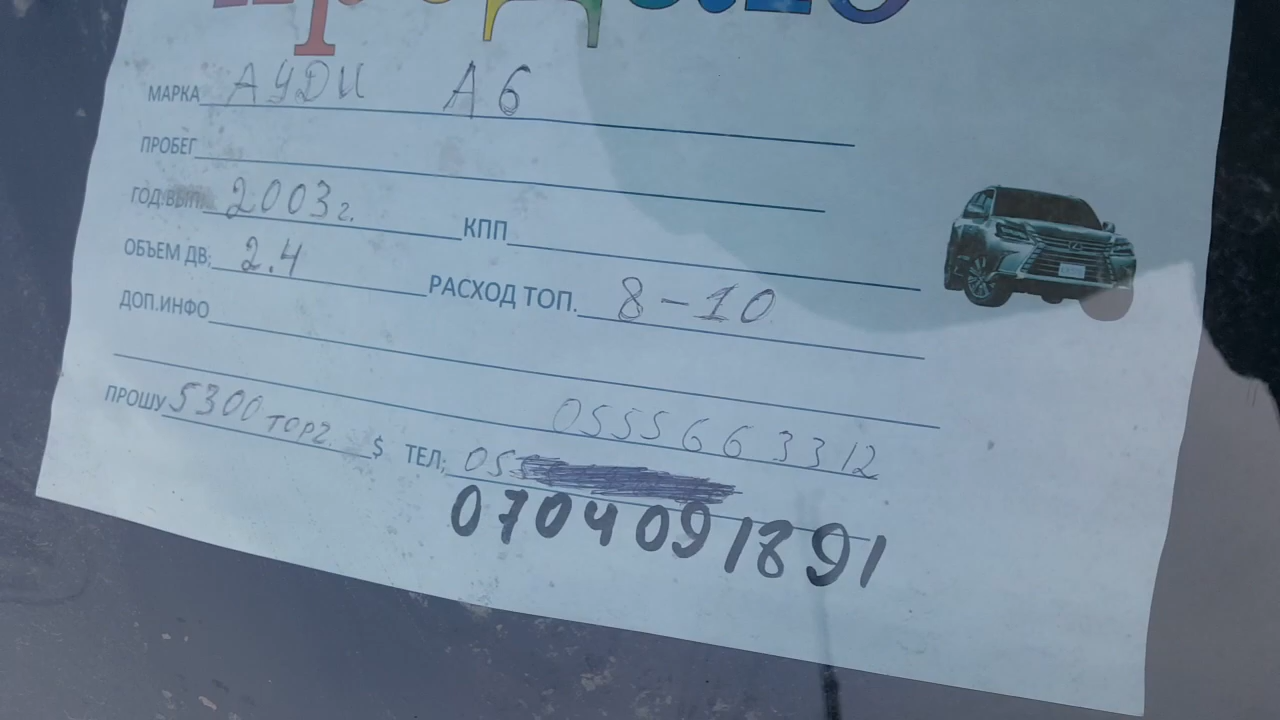 Продаю
МАРКА АУДИ А6
ПРОБЕГ
ГОД ВЫП. 2003г. КПП
ОБЪЕМ ДВ. 2.4 РАСХОД ТОП. 8-10
ДОП.ИНФО
0555663312
ПРОШУ 5300 торг $ ТЕЛ; 05
0704091891